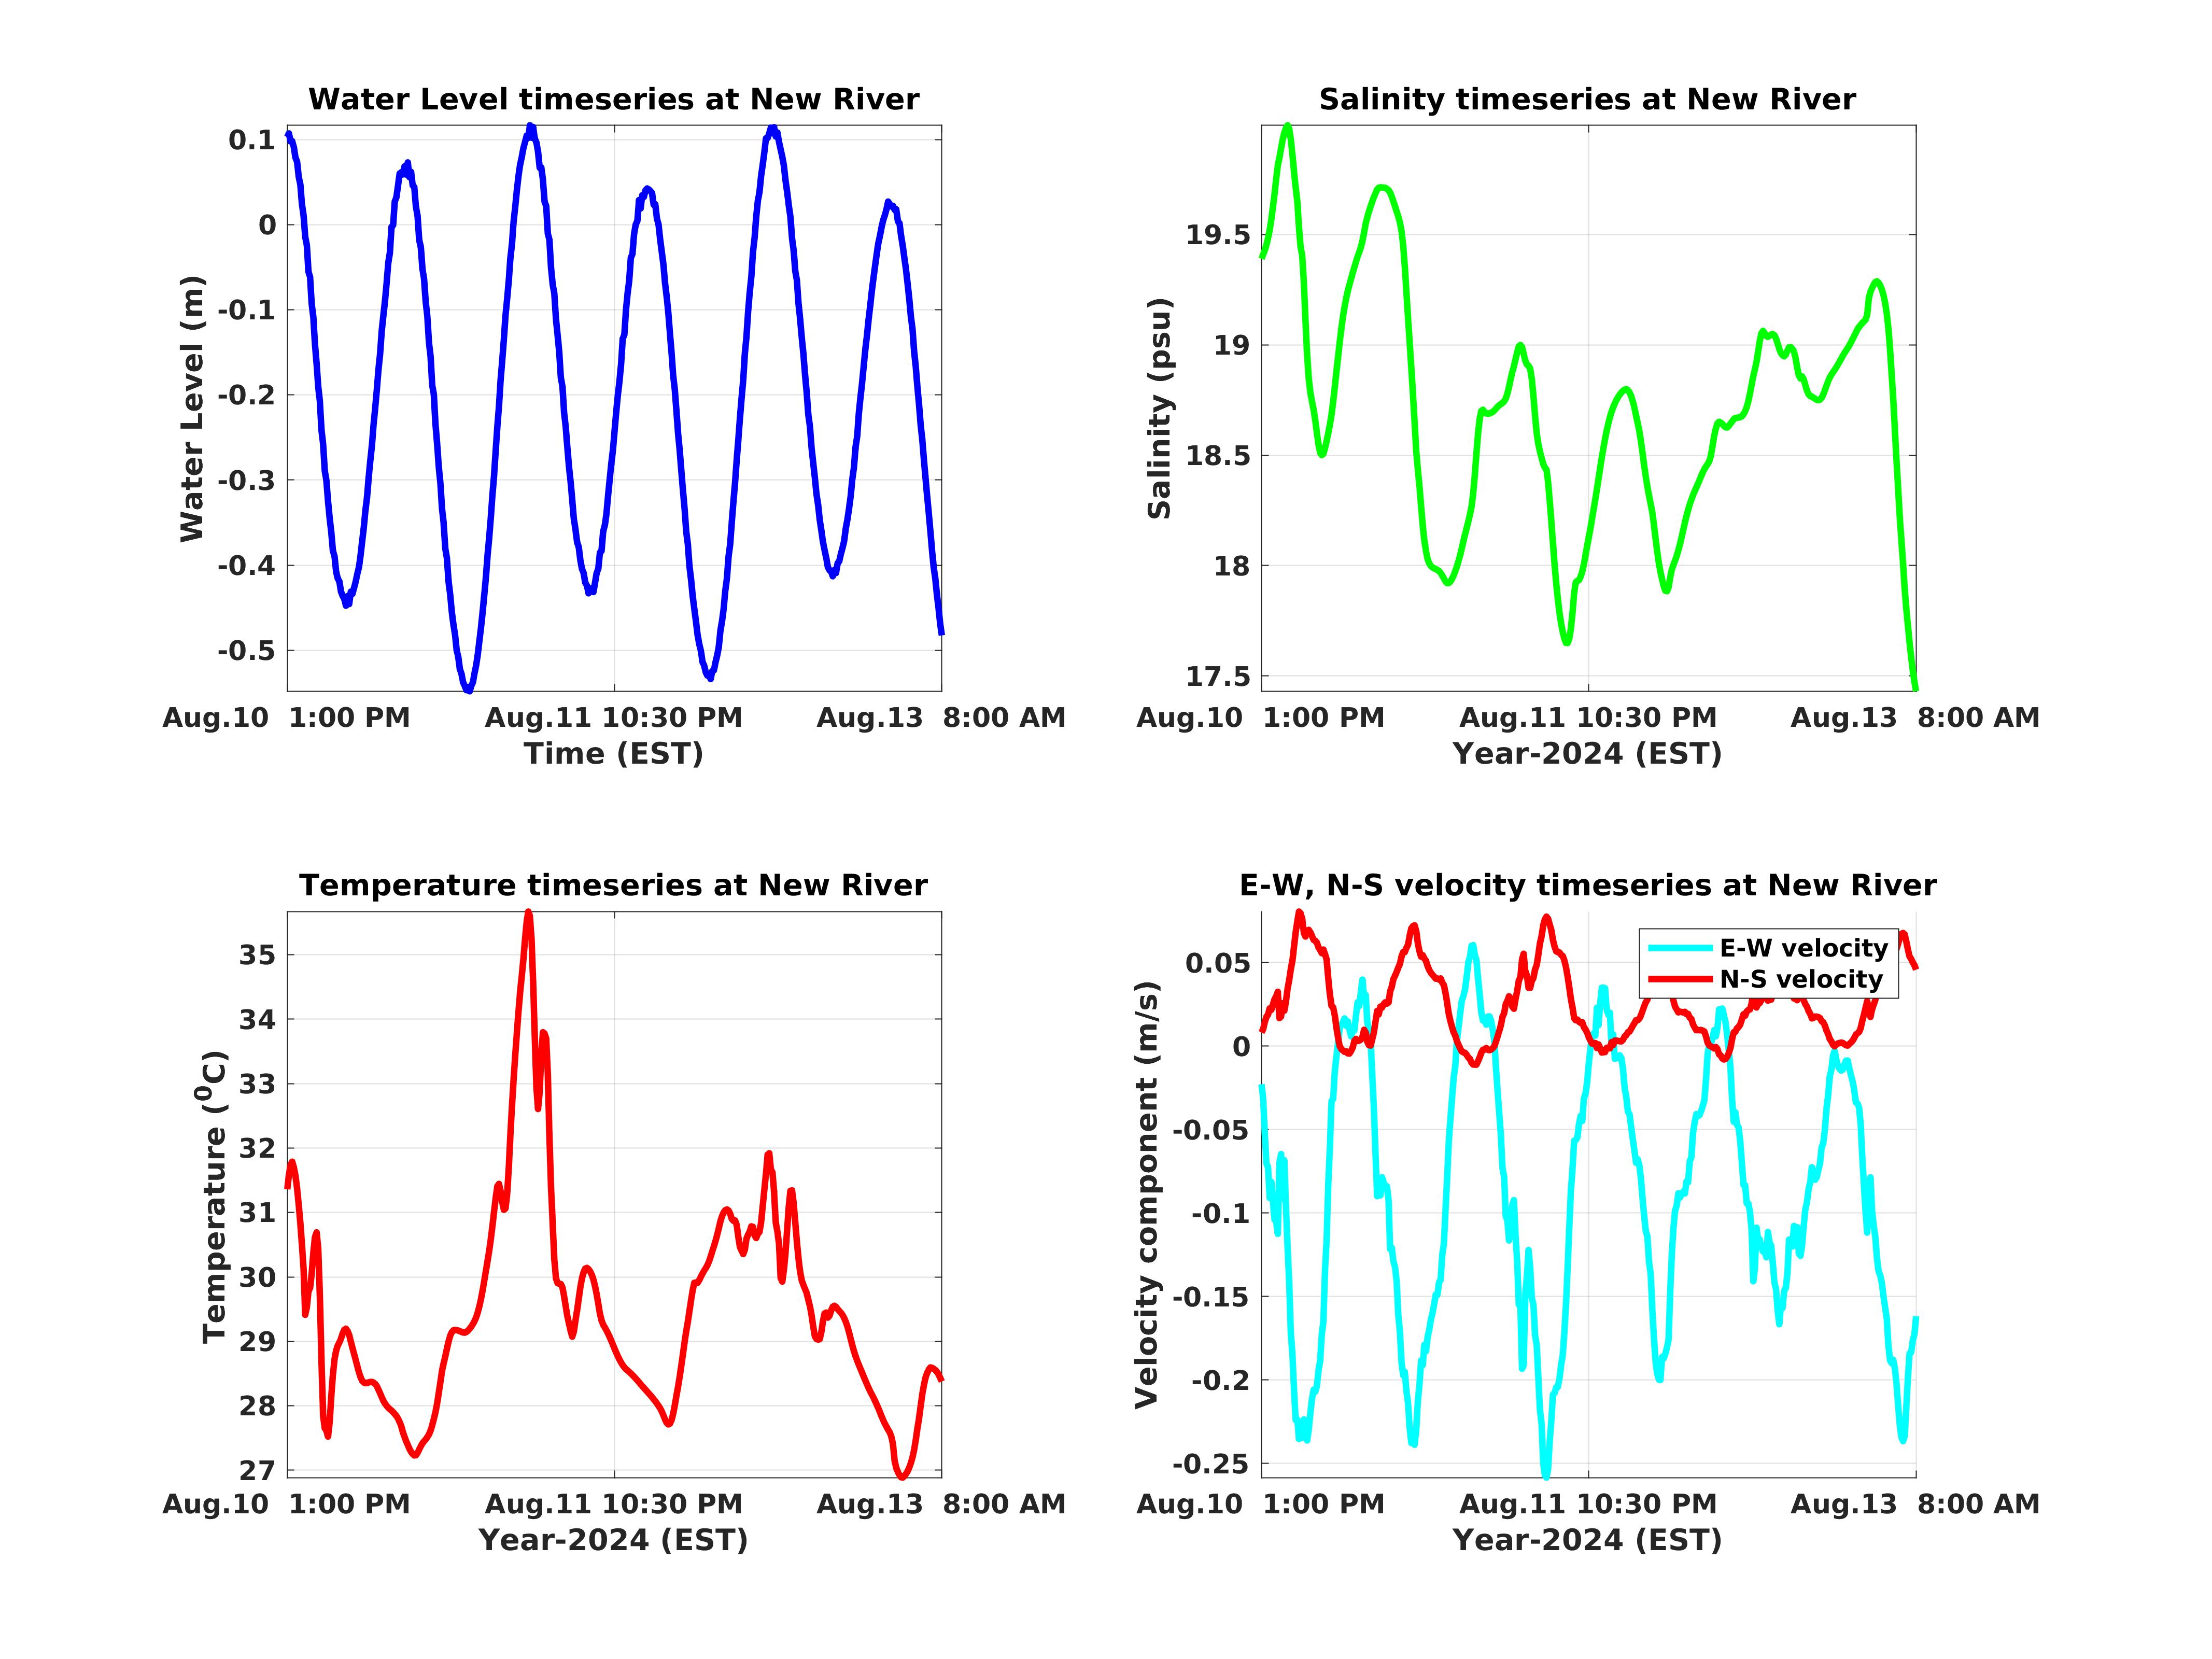 Water Level timeseries at New River
Water Level (m)
0.1
0
-0.1
-0.2
-0.3
-0.4
-0.5
Aug.10 1:00 PM
Aug.11 10:30 PM
Aug.13 8:00 AM
Time (EST)
Salinity timeseries at New River
Salinity (psu)
19.5
19
18.5
18
17.5
Aug.10 1:00 PM
Aug.11 10:30 PM
Aug.13 8:00 AM
Year-2024 (EST)
Temperature timeseries at New River
Temperature (⁰C)
35
34
33
32
31
30
29
28
27
Aug.10 1:00 PM
Aug.11 10:30 PM
Aug.13 8:00 AM
Year-2024 (EST)
E-W, N-S velocity timeseries at New River
Velocity component (m/s)
0.05
0
-0.05
-0.1
-0.15
-0.2
-0.25
E-W velocity
N-S velocity
Aug.10 1:00 PM
Aug.11 10:30 PM
Aug.13 8:00 AM
Year-2024 (EST)